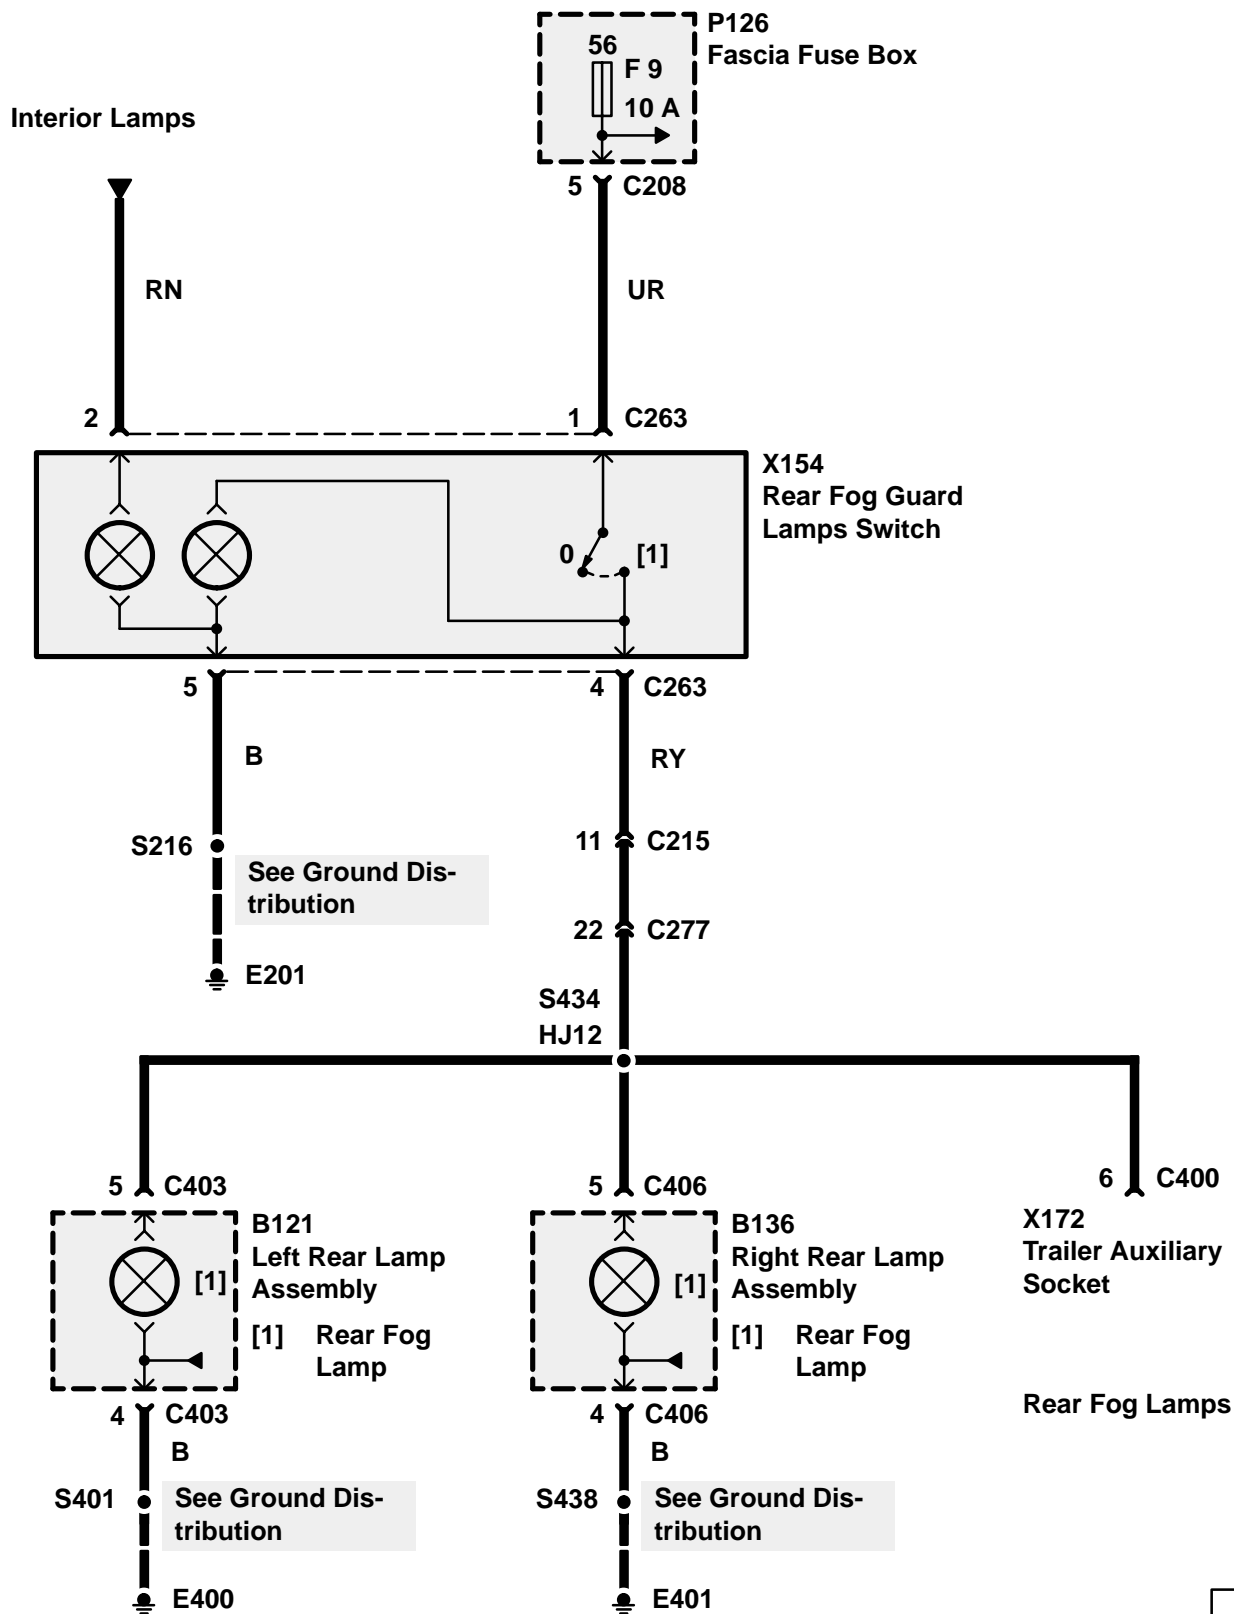 P126
Fascia Fuse Box
56
F 9
10 A
Interior Lamps
5 C208
RN
UR
2
1 C263
X154
Rear Fog Guard
Lamps Switch
0 [1]
5
4 C263
B
RY
S216
11 C215
See Ground Dis-
tribution
22 C277
E201
S434
HJ12
5 C403
5 C406
6 C400
B121
Left Rear Lamp
Assembly
[1]
[1] Rear Fog
Lamp
B136
Right Rear Lamp
Assembly
[1]
[1] Rear Fog
Lamp
X172
Trailer Auxiliary
Socket
Rear Fog Lamps
4 C403
4 C406
B
B
S401
See Ground Dis-
tribution
S438
See Ground Dis-
tribution
E400
E401